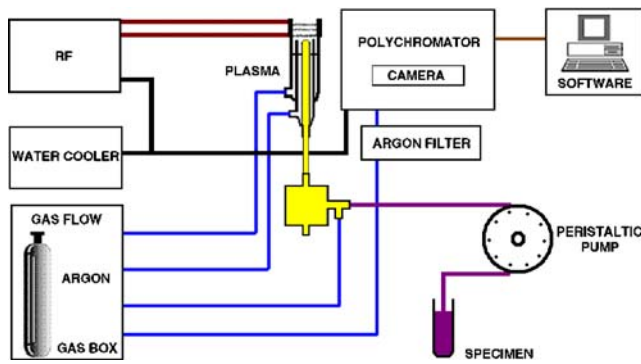 RF
PLASMA
POLYCHROMATOR
CAMERA
SOFTWARE
WATER COOLER
ARGON FILTER
GAS FLOW
ARGON
GAS BOX
PERISTALTIC
PUMP
SPECIMEN